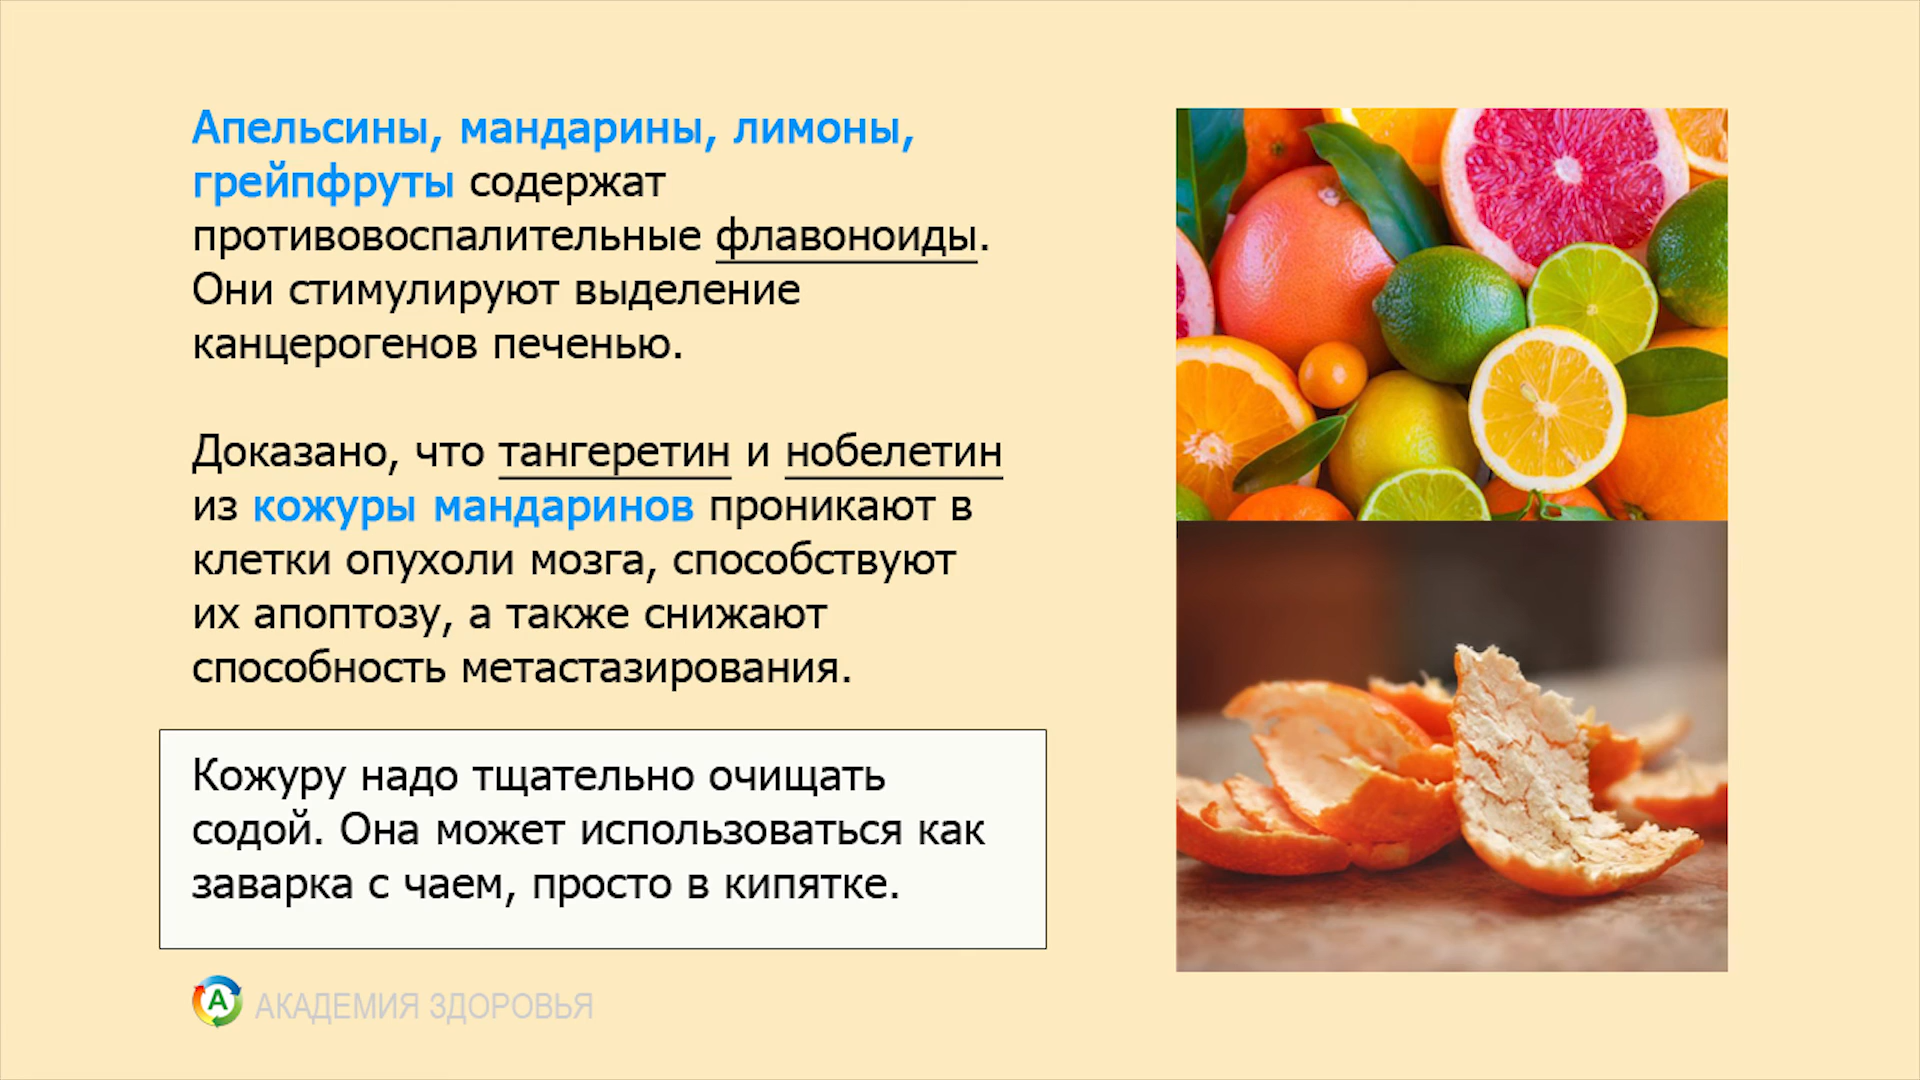 Апельсины, мандарины, лимоны,
грейпфруты содержат
противовоспалительные флавоноиды.
Они стимулируют выделение
канцерогенов печенью.
Доказано, что тангеретин и нобелетин
из кожуры мандаринов проникают в
клетки опухоли мозга, способствуют
их апоптозу, а также снижают
способность метастазирования.
Кожуру надо тщательно очищать
содой. Она может использоваться как
заварка с чаем, просто в кипятке.
А АКАДЕМИЯ ЗДОРОВЬЯ